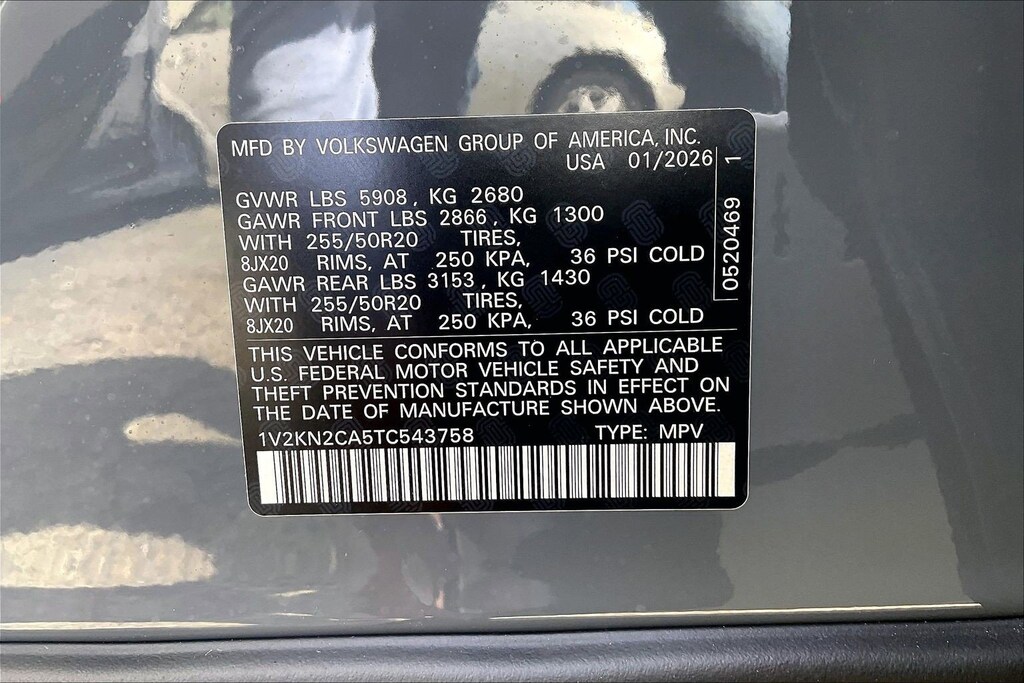 MFD BY VOLKSWAGEN GROUP OF AMERICA, INC.
USA 01/2026
GVWR LBS 5908, KG 2680
GAWR FRONT LBS 2866, KG 1300
WITH 255/50R20 TIRES,
8JX20 RIMS, AT 250 KPA, 36 PSI COLD
GAWR REAR LBS 3153, KG 1430
WITH 255/50R20 TIRES,
8JX20 RIMS, AT 250 KPA, 36 PSI COLD
0520469 1
THIS VEHICLE CONFORMS TO ALL APPLICABLE
U.S. FEDERAL MOTOR VEHICLE SAFETY AND
THEFT PREVENTION STANDARDS IN EFFECT ON
THE DATE OF MANUFACTURE SHOWN ABOVE.
1V2KN2CA5TC543758 TYPE: MPV